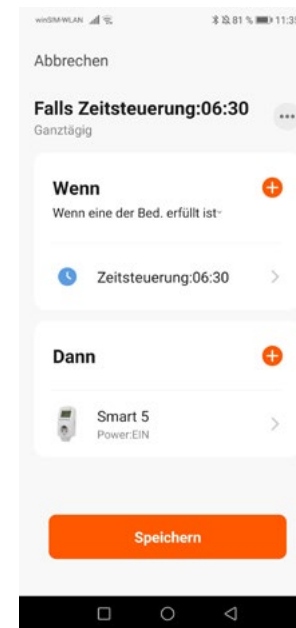 winSIM-WLAN 81 % 11:35
Abbrechen
Falls Zeitsteuerung:06:30
Ganztägig
Wenn
Wenn eine der Bed. erfüllt ist
Zeitsteuerung:06:30
Dann
Smart 5
Power:EIN
Speichern